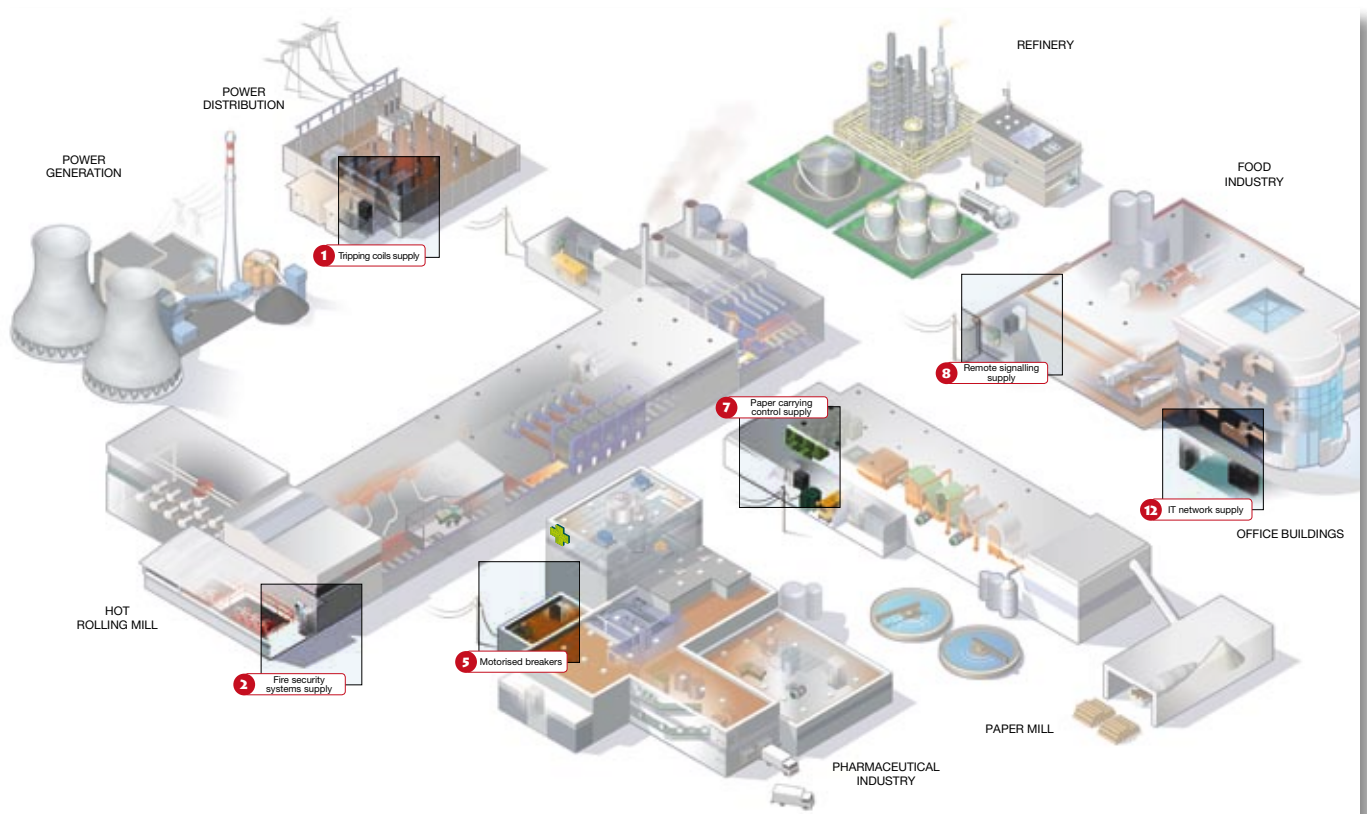 REFINERY
POWER
DISTRIBUTION
POWER
GENERATION
FOOD
INDUSTRY
1 Tripping coils supply
8 Remote signalling
supply
7 Paper carrying
control supply
12 IT network supply
OFFICE BUILDINGS
HOT
ROLLING MILL
5 Motorised breakers
2 Fire security
systems supply
PAPER MILL
PHARMACEUTICAL
INDUSTRY